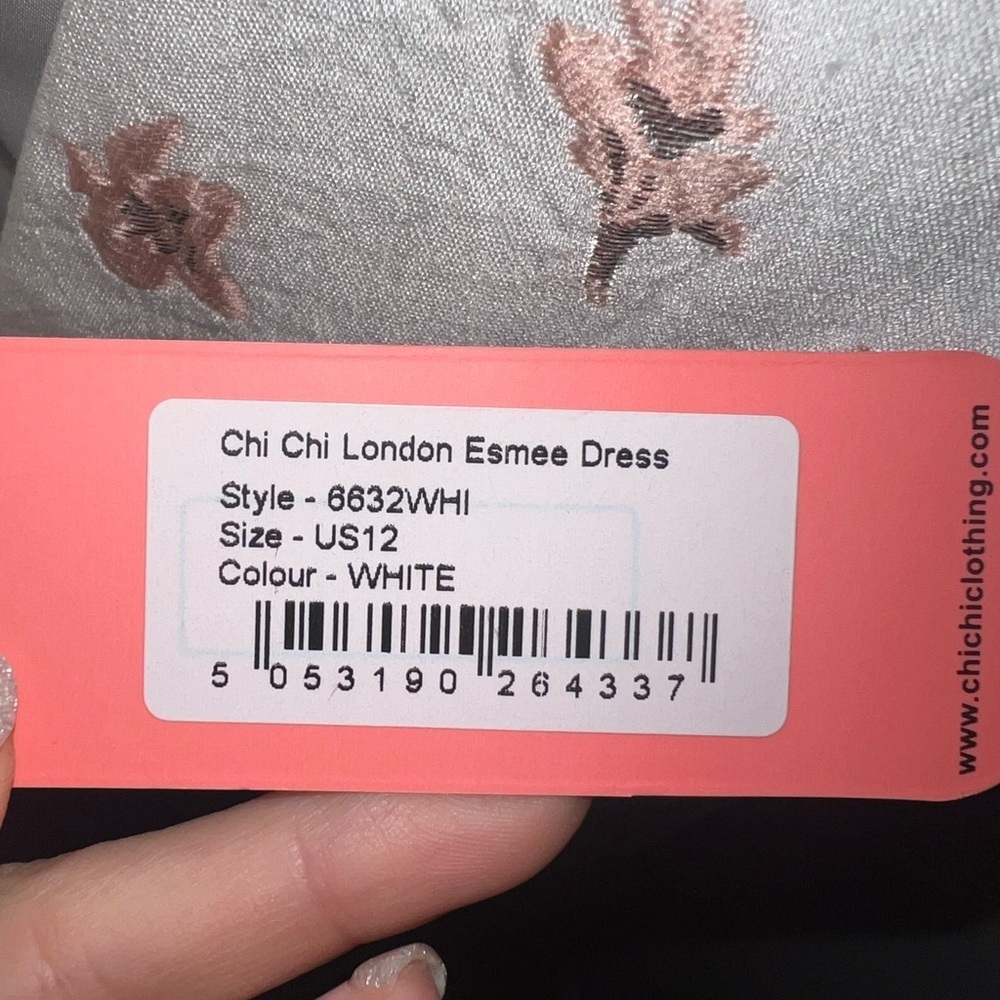 Chi Chi London Esmee Dress
Style - 6632WHI
Size - US12
Colour - WHITE
5 053190 264337
www.chichiclothing.com